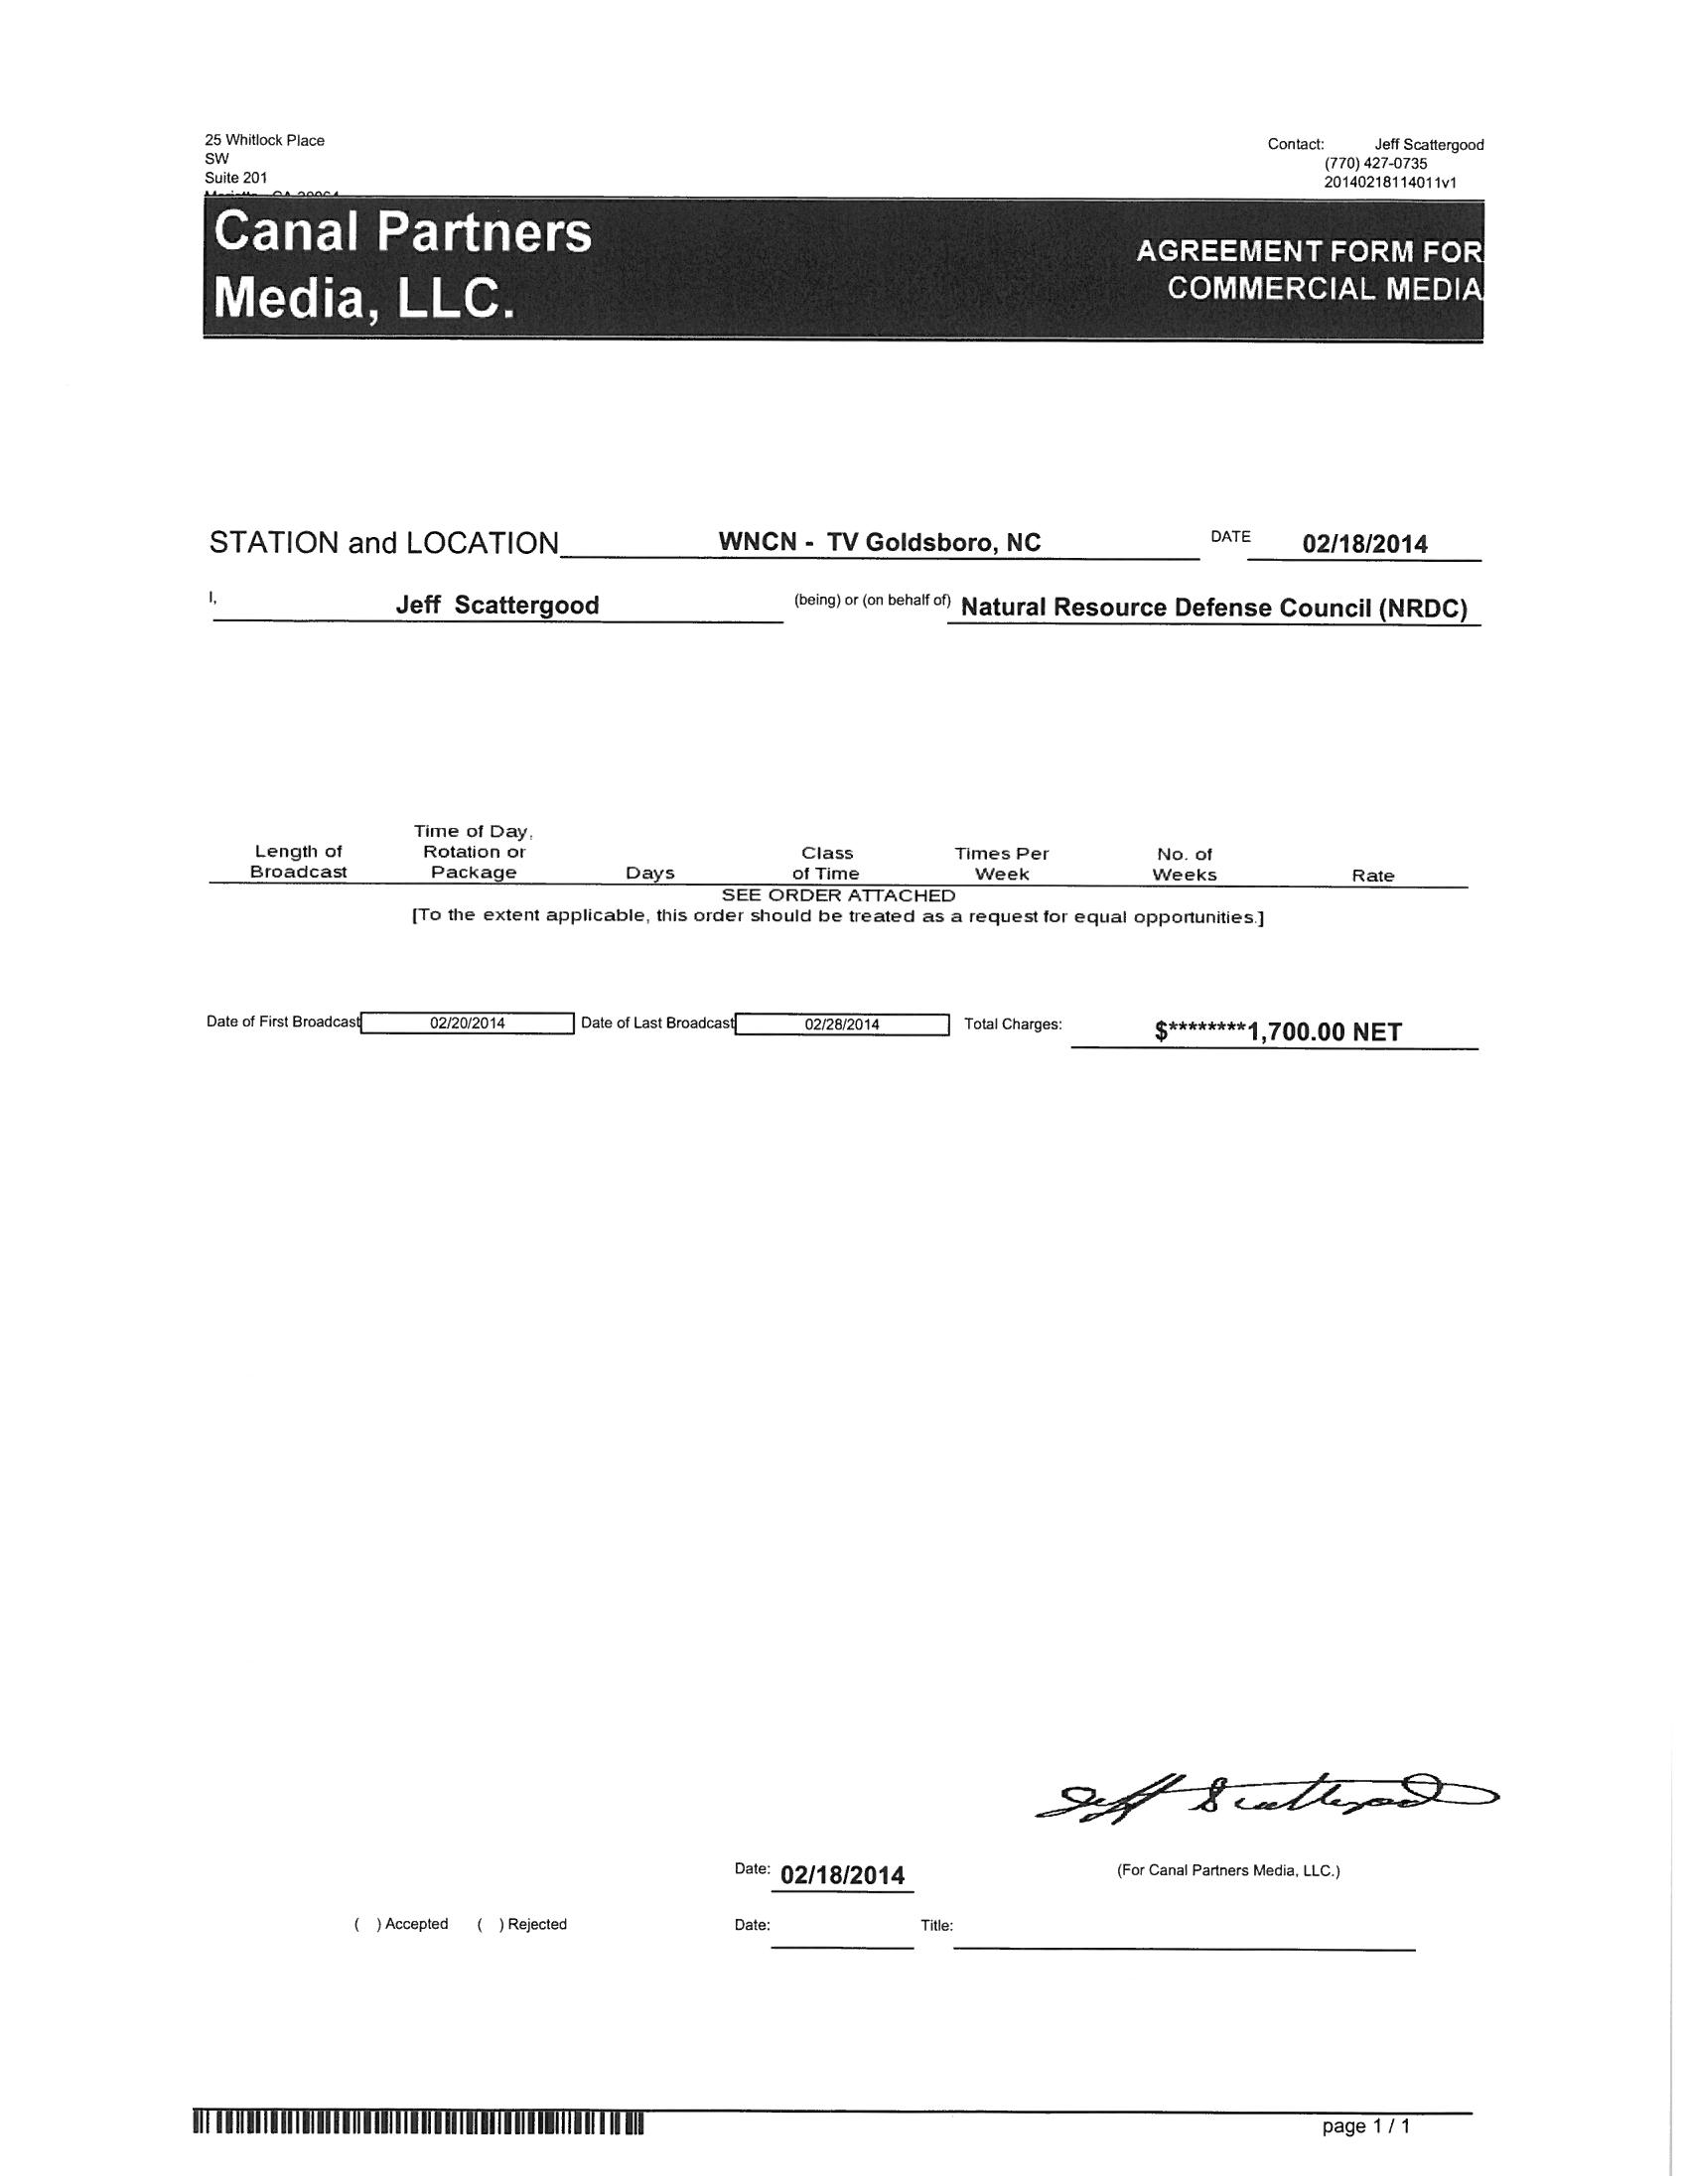 25 Whitlock Place
SW
Suite 201
Contact: Jeff Scattergood
(770) 427-0735
20140218114011v1
Canal Partners
Media, LLC.
AGREEMENT FORM FOR
COMMERCIAL MEDIA
STATION and LOCATION WNCN - TV Goldsboro, NC DATE 02/18/2014
I, Jeff Scattergood (being) or (on behalf of) Natural Resource Defense Council (NRDC)
Length of Broadcast
Time of Day, Rotation or Package
Days
Class of Time
Times Per Week
No. of Weeks
Rate
SEE ORDER ATTACHED
[To the extent applicable, this order should be treated as a request for equal opportunities.]
Date of First Broadcast 02/20/2014 Date of Last Broadcast 02/28/2014 Total Charges: $********1,700.00 NET
Jeff Scattergood
Date: 02/18/2014 (For Canal Partners Media, LLC.)
( ) Accepted ( ) Rejected Date: Title:
page 1 / 1